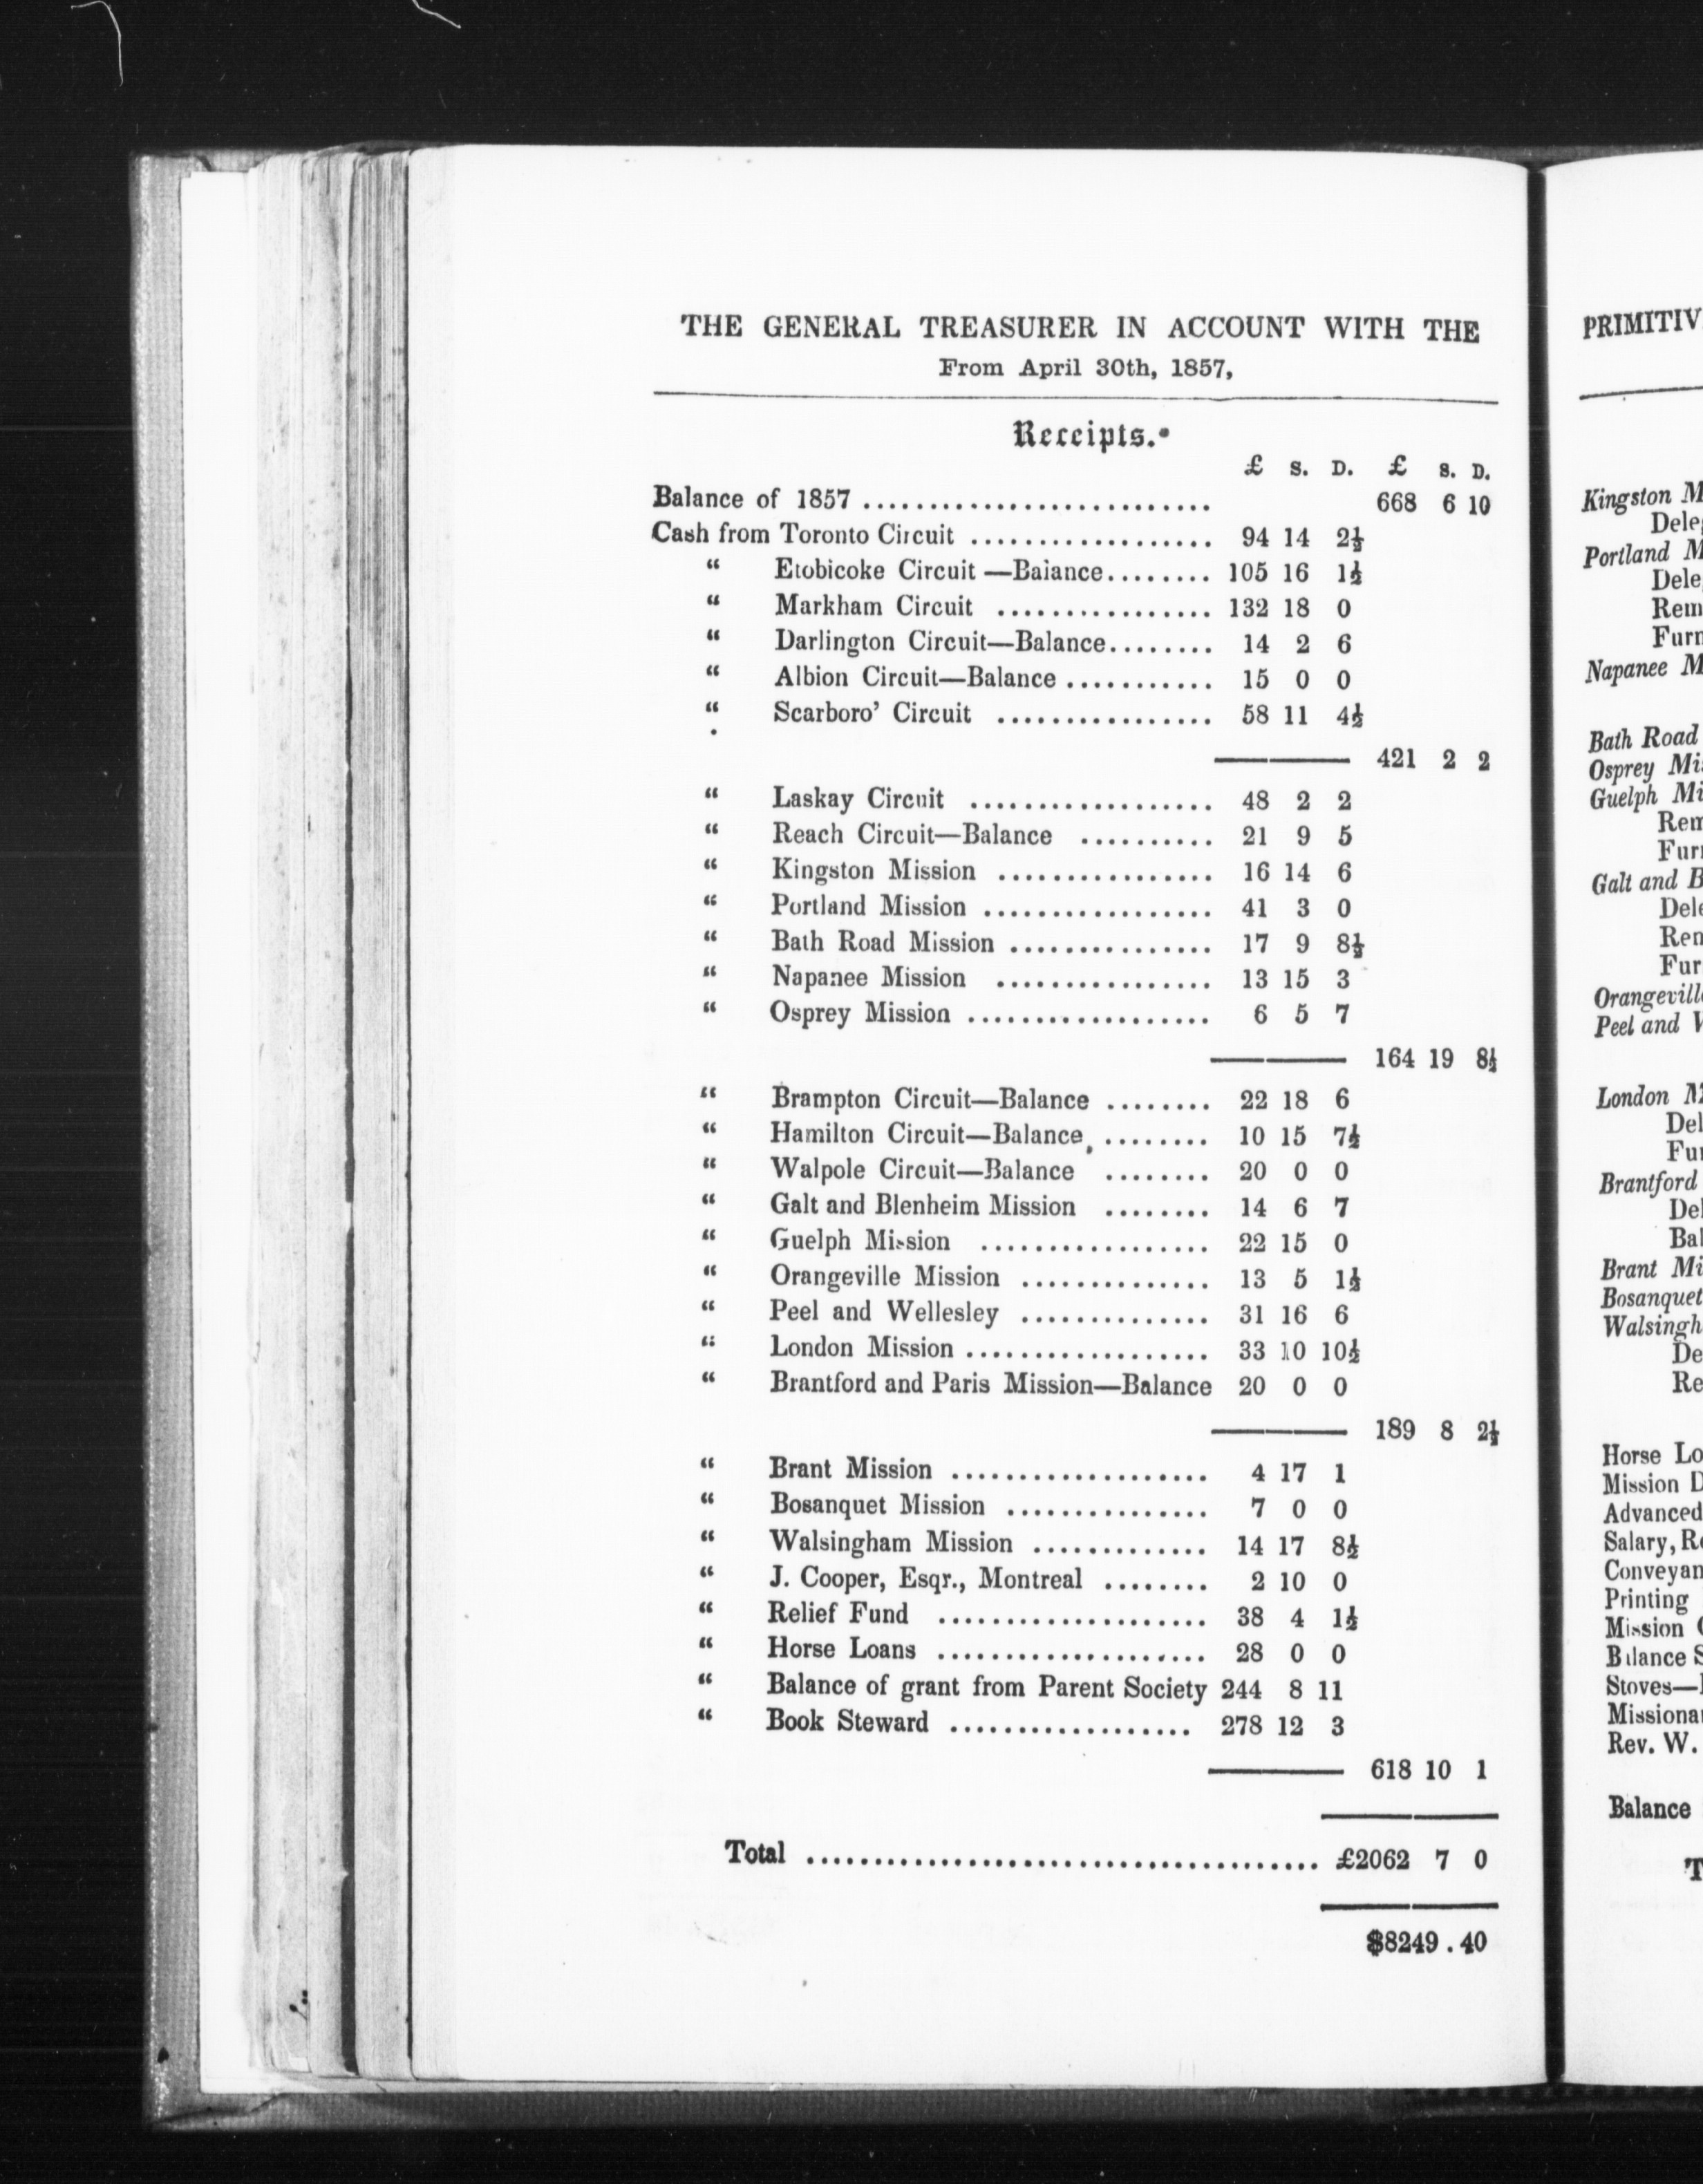 THE GENERAL TREASURER IN ACCOUNT WITH THE
From April 30th, 1857,
Receipts.
£ S. D. £ S. D.
Balance of 1857 .......................... 668 6 10
Cash from Toronto Circuit .................. 94 14 2½
“ Etobicoke Circuit—Balance........ 105 16 1½
“ Markham Circuit ................ 132 18 0
“ Darlington Circuit—Balance........ 14 2 6
“ Albion Circuit—Balance ........... 15 0 0
“ Scarboro’ Circuit ................ 58 11 4½
421 2 2
“ Laskay Circuit .................. 48 2 2
“ Reach Circuit—Balance .......... 21 9 5
“ Kingston Mission ................ 16 14 6
“ Portland Mission ................. 41 3 0
“ Bath Road Mission ............... 17 9 8½
“ Napanee Mission ................ 13 15 3
“ Osprey Mission .................. 6 5 7
164 19 8½
“ Brampton Circuit—Balance ........ 22 18 6
“ Hamilton Circuit—Balance ........ 10 15 7½
“ Walpole Circuit—Balance ........ 20 0 0
“ Galt and Blenheim Mission ........ 14 6 7
“ Guelph Mission ................. 22 15 0
“ Orangeville Mission .............. 13 5 1½
“ Peel and Wellesley .............. 31 16 6
“ London Mission .................. 33 10 10½
“ Brantford and Paris Mission—Balance 20 0 0
189 8 2½
“ Brant Mission ................... 4 17 1
“ Bosanquet Mission ............... 7 0 0
“ Walsingham Mission ............. 14 17 8½
“ J. Cooper, Esqr., Montreal ........ 2 10 0
“ Relief Fund .................... 38 4 1½
“ Horse Loans .................... 28 0 0
“ Balance of grant from Parent Society 244 8 11
“ Book Steward .................. 278 12 3
618 10 1
Total ...................................... £2062 7 0
$8249.40
PRIMITIV
Kingston M
Dele
Portland M
Dele
Rem
Furn
Napanee M
Bath Road
Osprey Mi
Guelph Mi
Rem
Furn
Galt and B
Dele
Ren
Fur
Orangeville
Peel and W
London M
Del
Fur
Brantford
Del
Bal
Brant Mi
Bosanquet
Walsingh
De
Re
Horse Lo
Mission D
Advanced
Salary, Re
Conveyan
Printing
Mission
Balance S
Stoves—
Missionar
Rev. W.
Balance
T